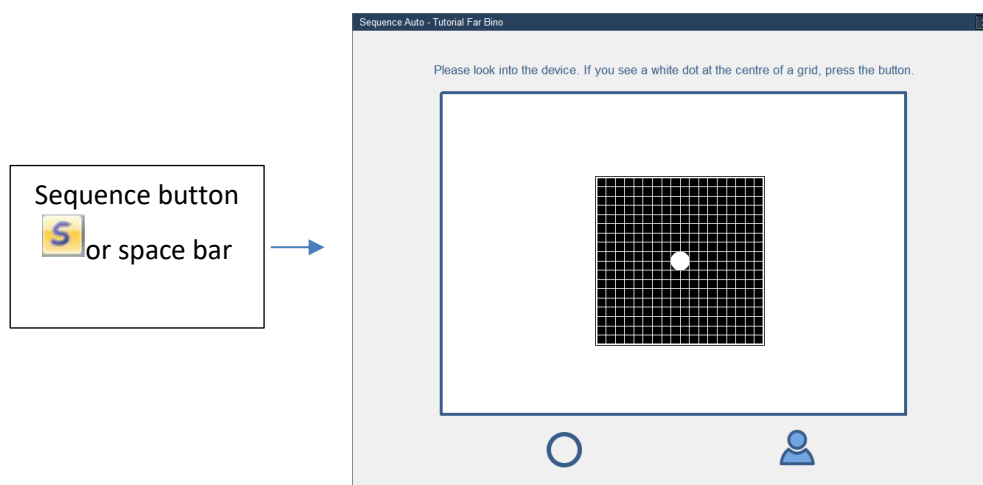 Sequence Auto - Tutorial Far Bino
Please look into the device. If you see a white dot at the centre of a grid, press the button.
Sequence button
S or space bar